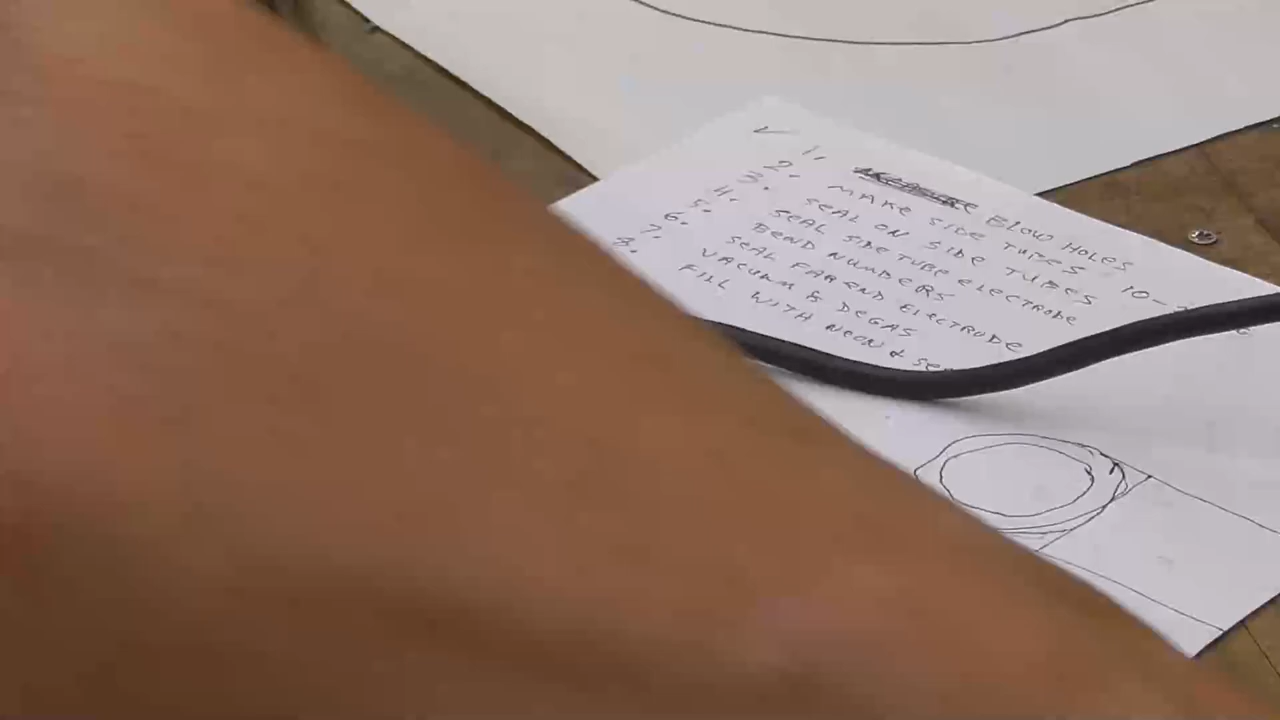 1. BLOW HOLES
2. MAKE SIDE TUBES 10-
3. SEAL ON SIDE TUBES
4. SEAL SIDE TUBE ELECTRODE
5. BEND NUMBERS
6. SEAL FAR END ELECTRODE
7. VACUUM & DEGAS
8. FILL WITH NEON &